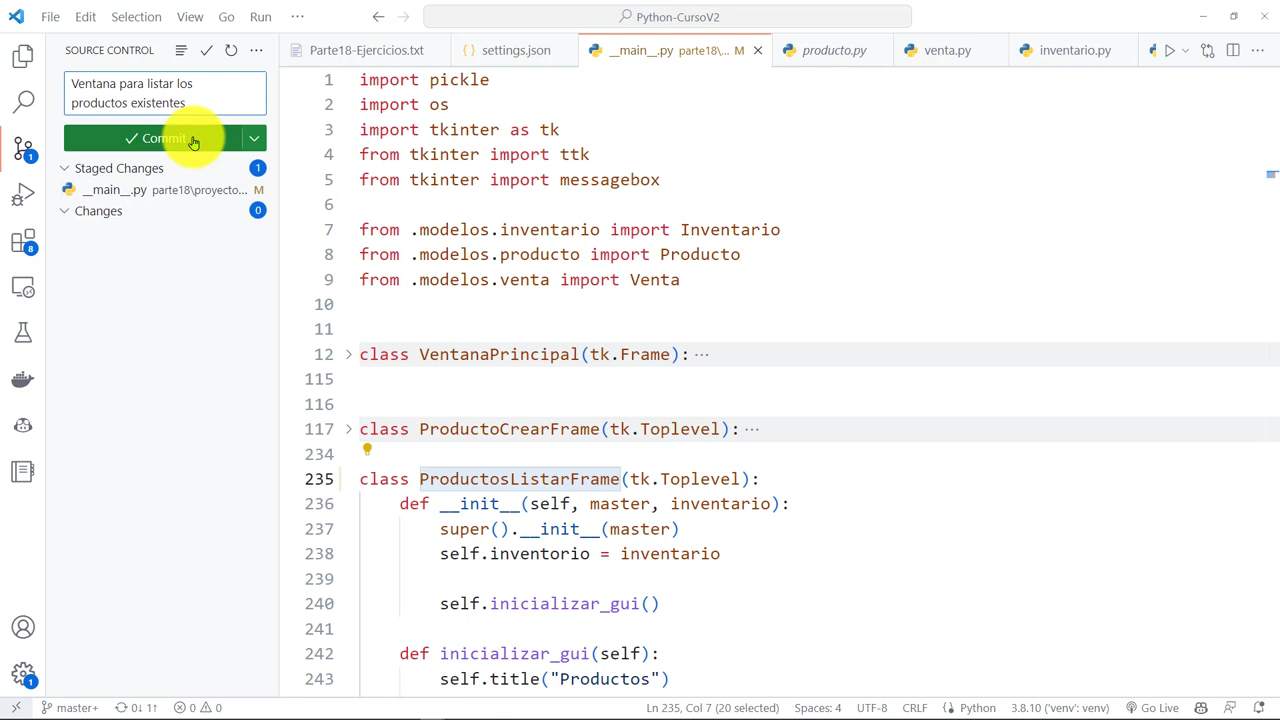 File Edit Selection View Go Run ···
Python-CursoV2
SOURCE CONTROL
Parte18-Ejercicios.txt
{} settings.json
__main__.py parte18\... M
producto.py
venta.py
inventario.py
Ventana para listar los
productos existentes
Commit
Staged Changes 1
__main__.py parte18\proyecto... M
Changes 0
1
8
1
1 import pickle
2 import os
3 import tkinter as tk
4 from tkinter import ttk
5 from tkinter import messagebox
6
7 from .modelos.inventario import Inventario
8 from .modelos.producto import Producto
9 from .modelos.venta import Venta
10
11
12 class VentanaPrincipal(tk.Frame): ···
115
116
117 class ProductoCrearFrame(tk.Toplevel): ···
234
235 class ProductosListarFrame(tk.Toplevel):
236 def __init__(self, master, inventario):
237 super().__init__(master)
238 self.inventorio = inventario
239
240 self.inicializar_gui()
241
242 def inicializar_gui(self):
243 self.title("Productos")
master+ 0↓ 1↑ 0 0 Ln 235, Col 7 (20 selected) Spaces: 4 UTF-8 CRLF Python 3.8.10 ('venv': venv) Go Live